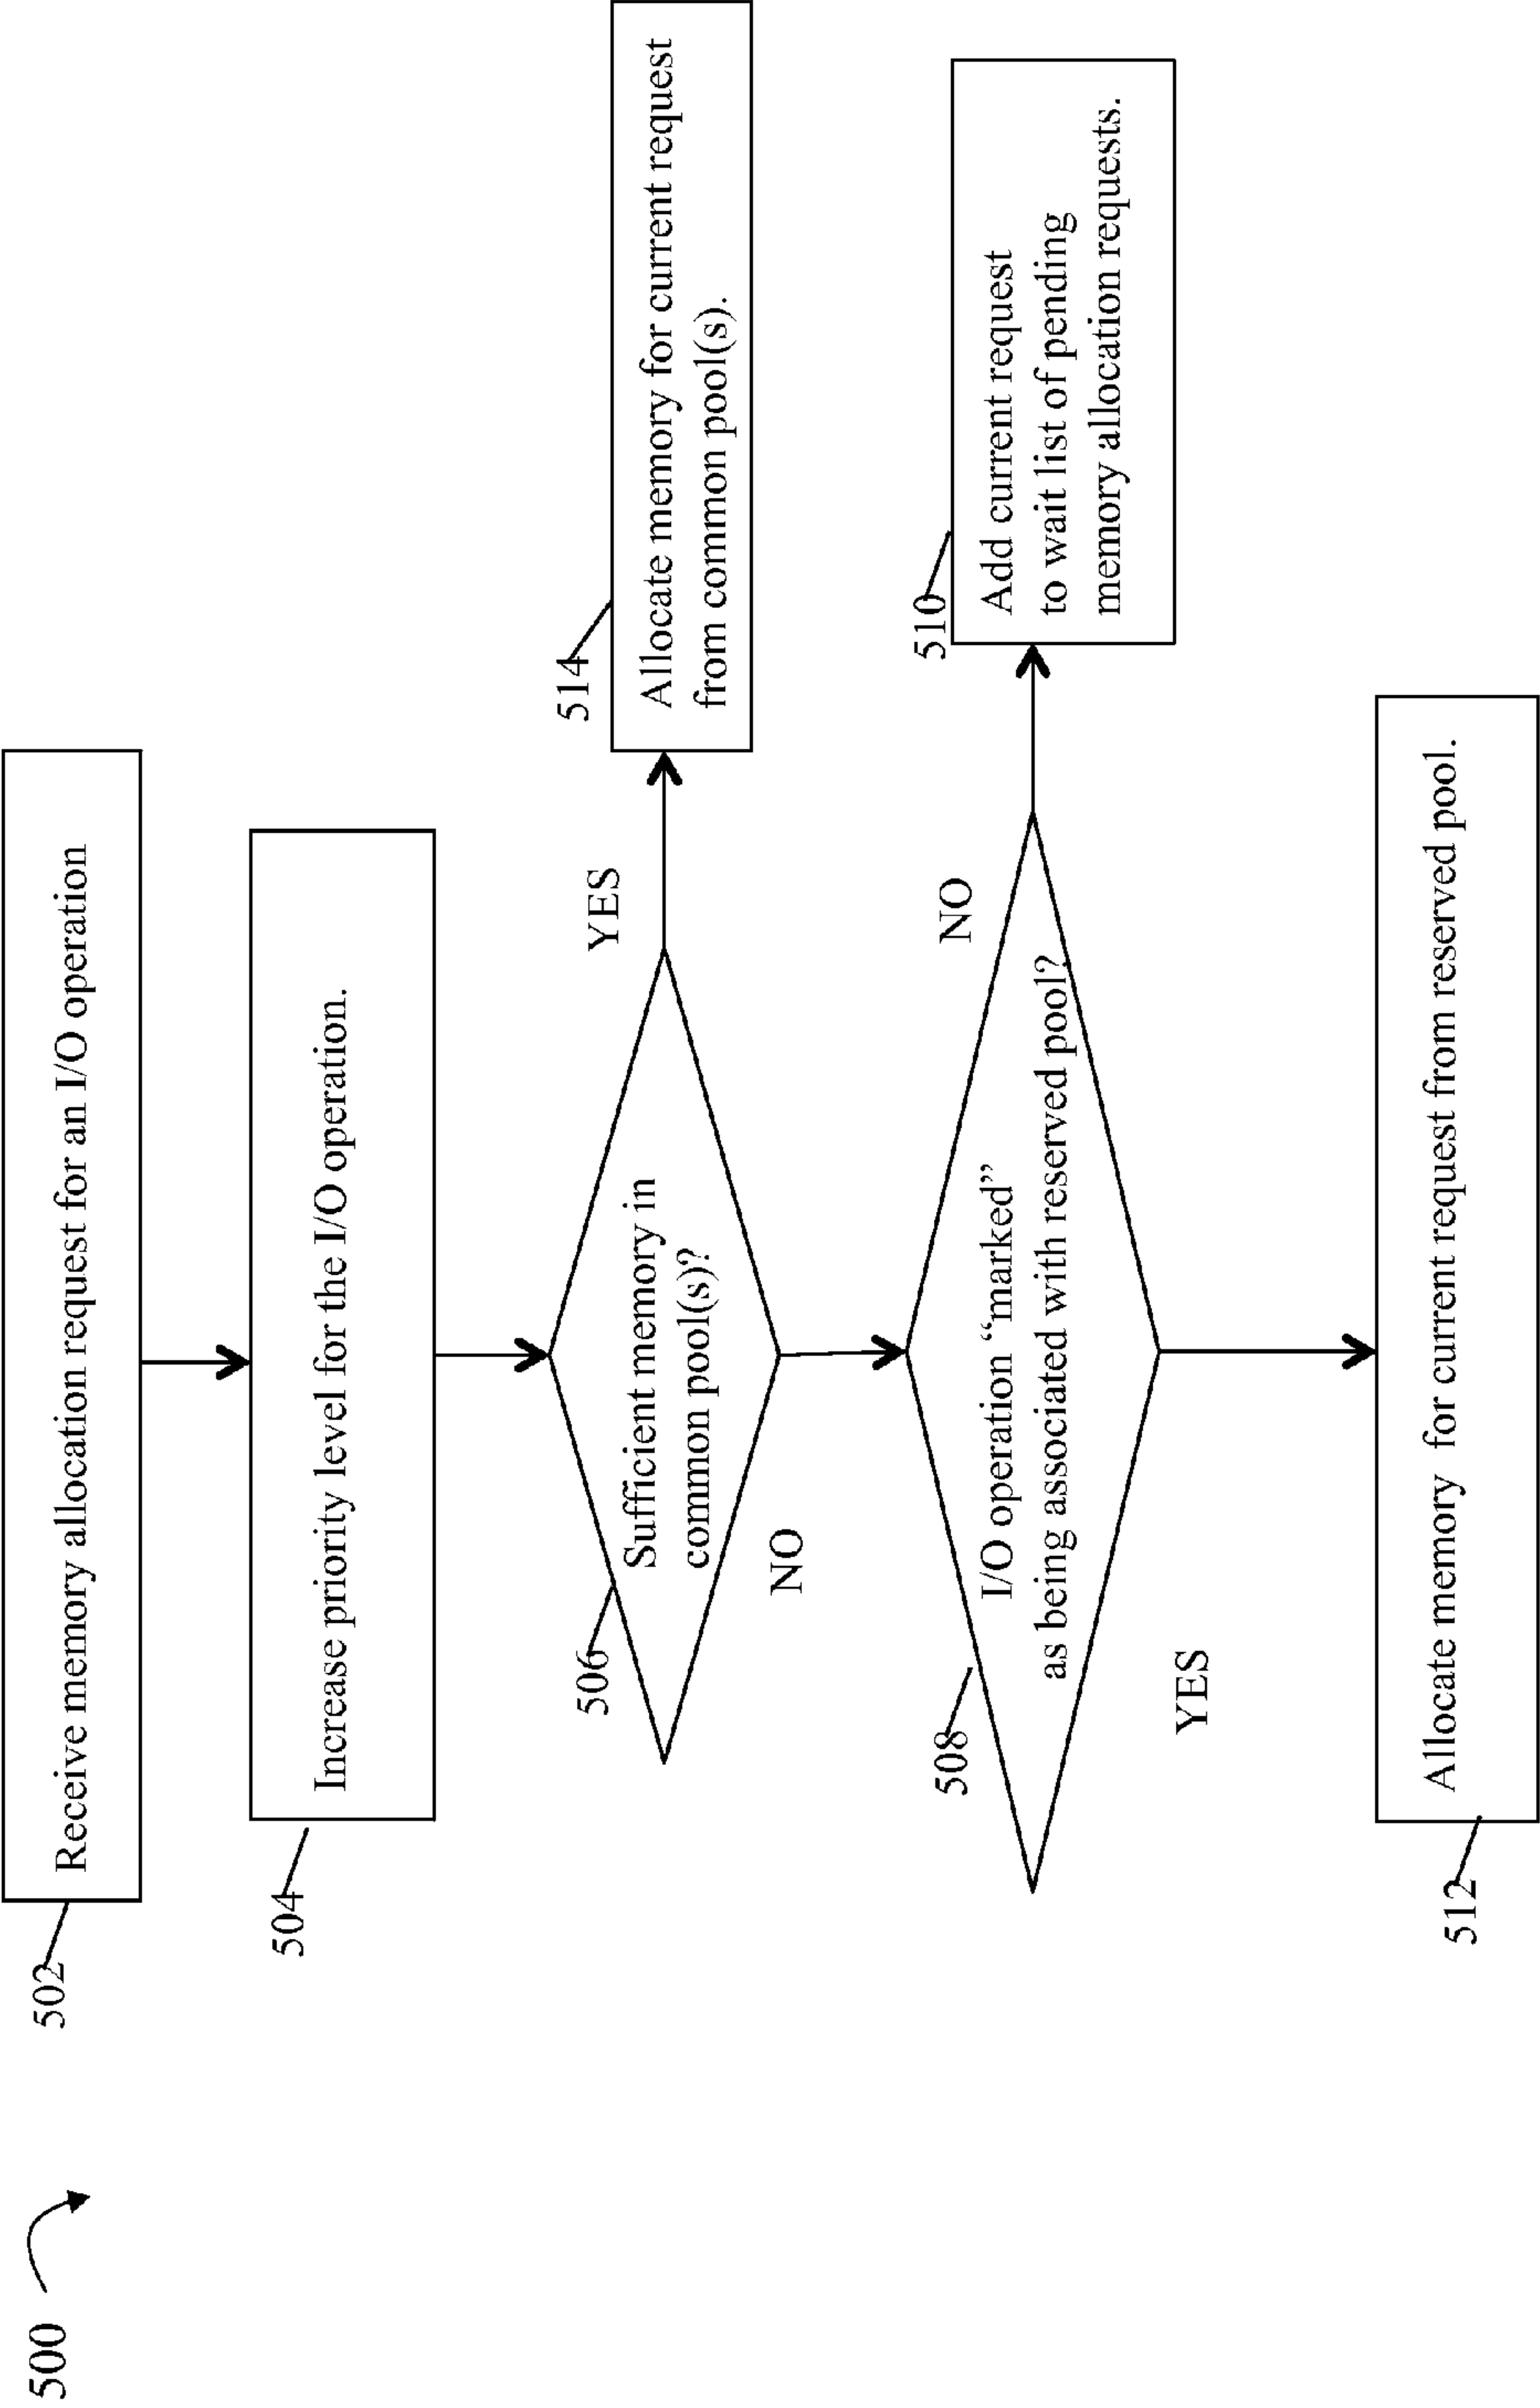 500
502
Receive memory allocation request for an I/O operation
504
Increase priority level for the I/O operation.
506
Sufficient memory in
common pool(s)?
YES
514
Allocate memory for current request
from common pool(s).
NO
508
I/O operation “marked”
as being associated with reserved pool?
NO
510
Add current request
to wait list of pending
memory allocation requests.
YES
512
Allocate memory for current request from reserved pool.